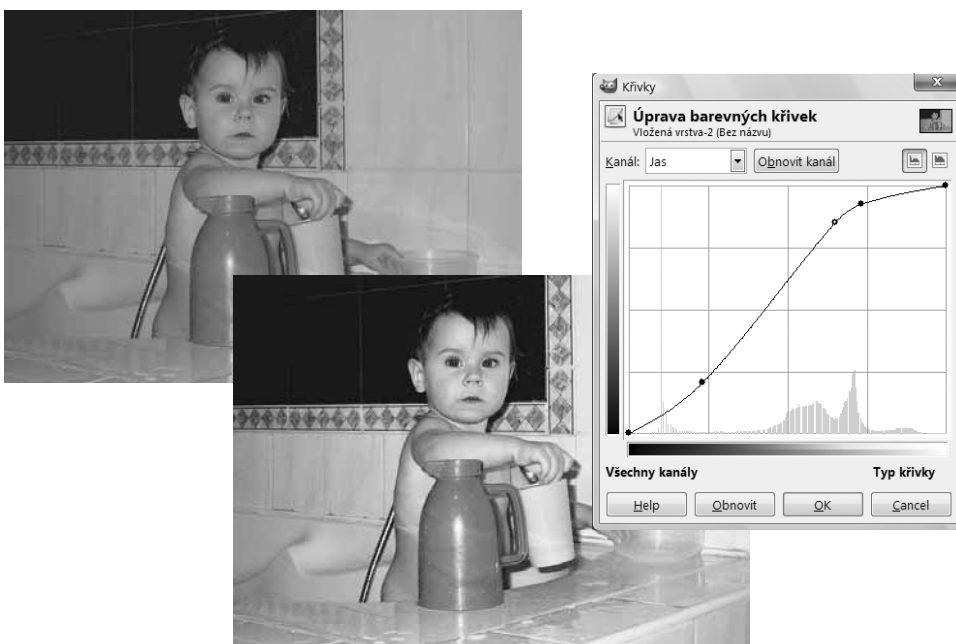 Křivky
Úprava barevných křivek
Vložená vrstva-2 (Bez názvu)
Kanál: Jas Obnovit kanál
Všechny kanály Typ křivky
Help Obnovit OK Cancel